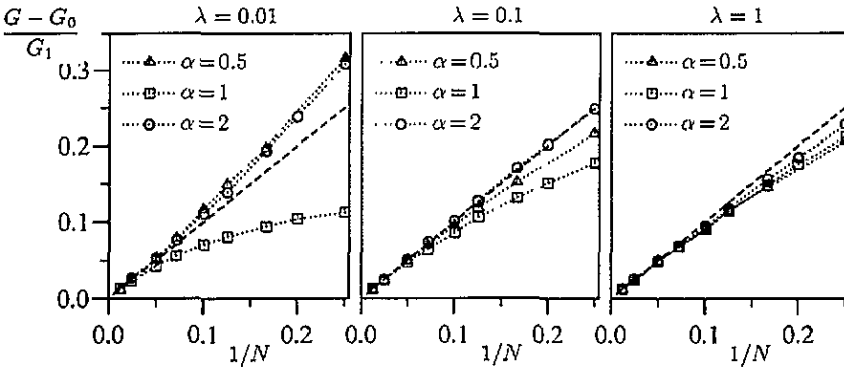 G − G₀
G₁
λ = 0.01
λ = 0.1
λ = 1
0.3
0.2
0.1
0.0
α = 0.5
α = 1
α = 2
α = 0.5
α = 1
α = 2
α = 0.5
α = 1
α = 2
0.0 0.1 0.2
0.0 0.1 0.2
0.0 0.1 0.2
1/N
1/N
1/N